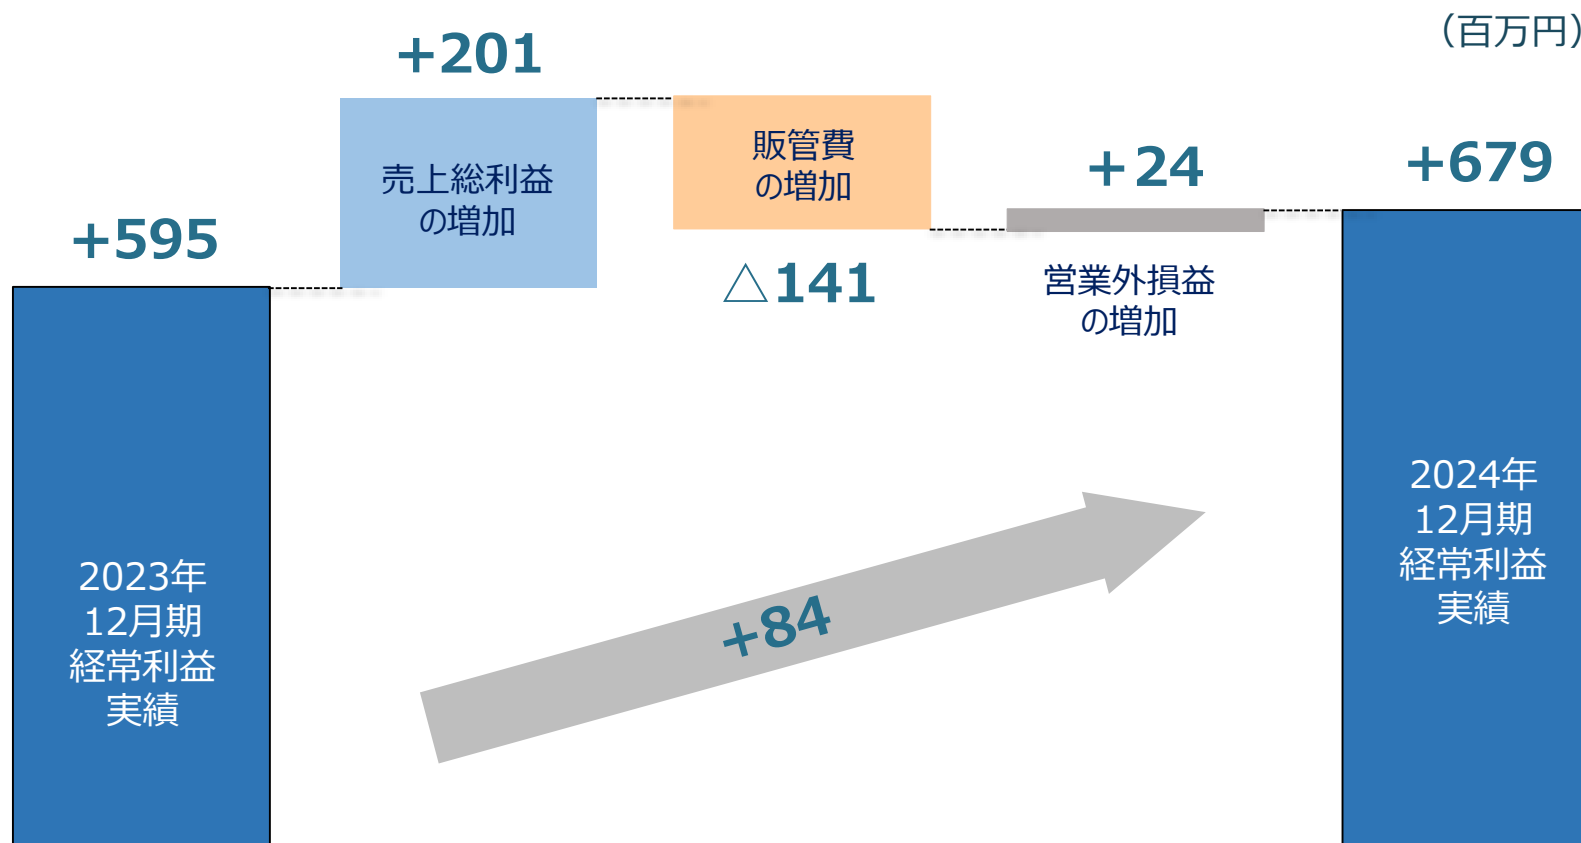 （百万円）
+201
売上総利益
の増加
販管費
の増加
△141
+24
営業外損益
の増加
+679
+595
2023年
12月期
経常利益
実績
+84
2024年
12月期
経常利益
実績